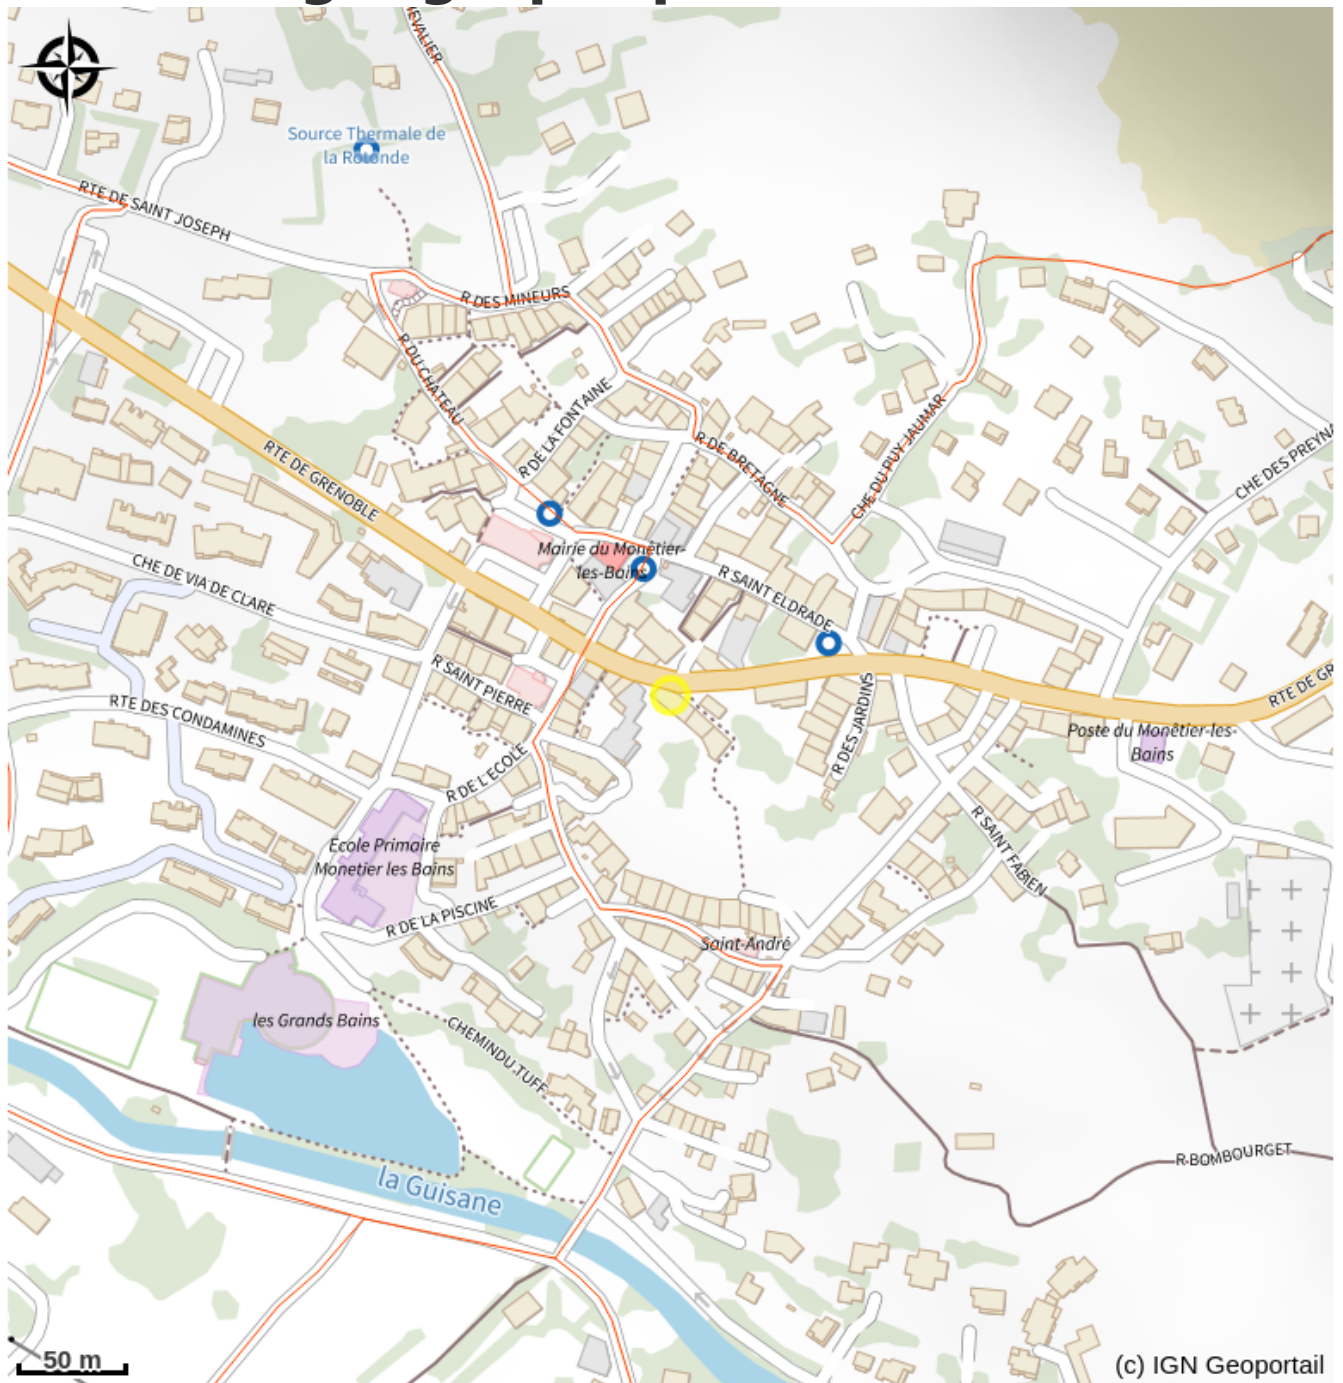 Source Thermale de
la Rotonde
RTE DE SAINT JOSEPH
R DES MINEURS
R DU CHATEAU
R DE LA FONTAINE
R DE BRETAGNE
CHE DU PUY JAUMAR
CHE DES PREYNA
RTE DE GRENOBLE
Mairie du Monêtier-
les-Bains
CHE DE VIA DE CLARE
R SAINT ELDRADE
R SAINT PIERRE
RTE DES CONDAMINES
R DES JARDINS
RTE DE GR
Poste du Monêtier-les-
Bains
R DE L'ECOLE
École Primaire
Monetier les Bains
R SAINT FABIEN
R DE LA PISCINE
Saint-André
les Grands Bains
CHEMIN DU TUFF
R BOMBOURGET
la Guisane
50 m
(c) IGN Geoportail